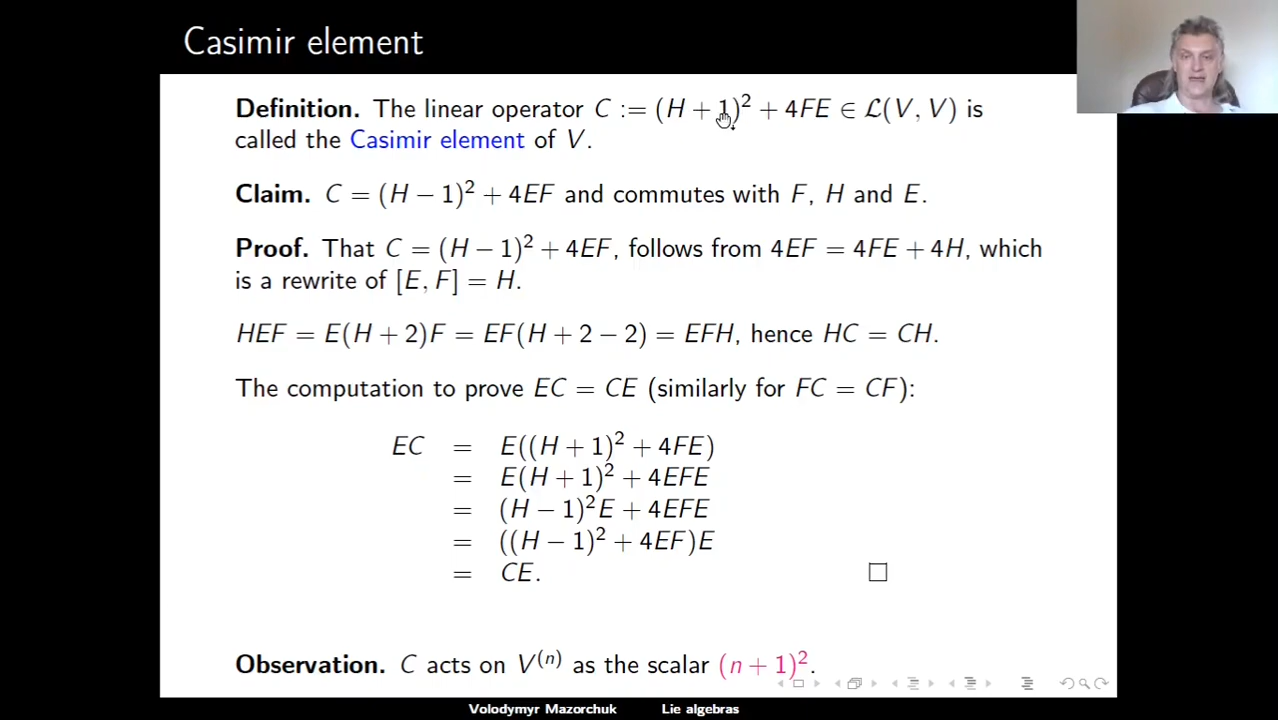 Casimir element
Definition. The linear operator C := (H + 1)² + 4FE ∈ ℒ(V, V) is
called the Casimir element of V.
Claim. C = (H − 1)² + 4EF and commutes with F, H and E.
Proof. That C = (H − 1)² + 4EF, follows from 4EF = 4FE + 4H, which
is a rewrite of [E, F] = H.
HEF = E(H + 2)F = EF(H + 2 − 2) = EFH, hence HC = CH.
The computation to prove EC = CE (similarly for FC = CF):
EC = E((H + 1)² + 4FE)
= E(H + 1)² + 4EFE
= (H − 1)²E + 4EFE
= ((H − 1)² + 4EF)E
= CE. □
Observation. C acts on V⁽ⁿ⁾ as the scalar (n + 1)².
Volodymyr Mazorchuk Lie algebras